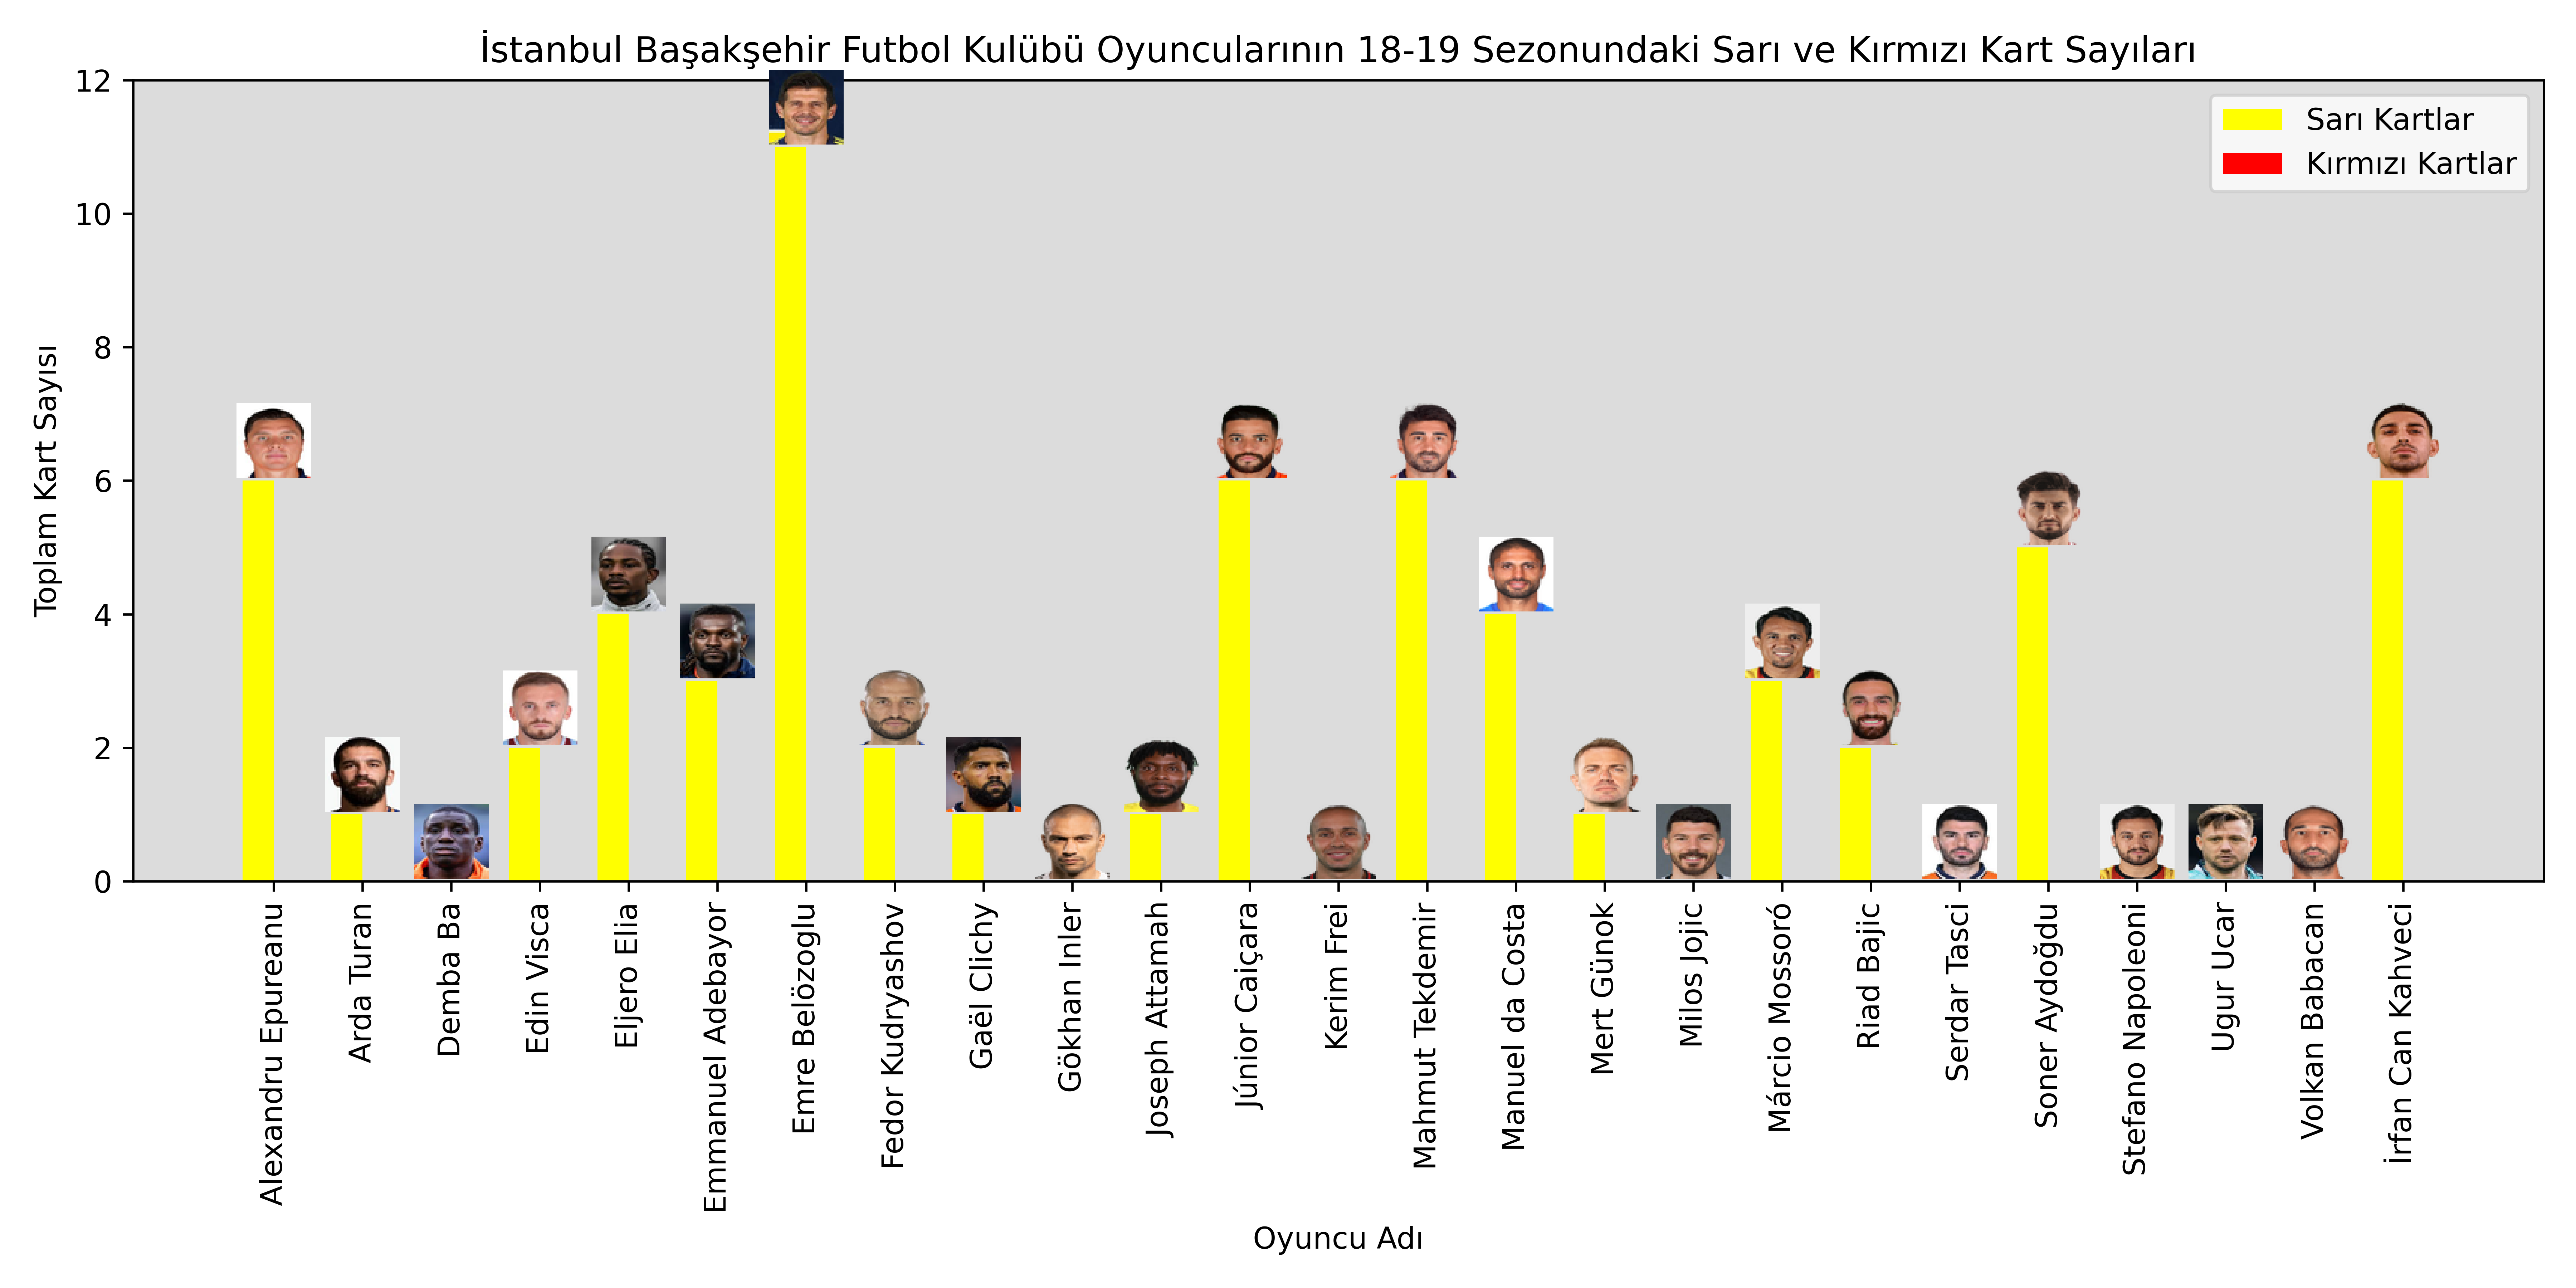 İstanbul Başakşehir Futbol Kulübü Oyuncularının 18-19 Sezonundaki Sarı ve Kırmızı Kart Sayıları
Sarı Kartlar
Kırmızı Kartlar
Toplam Kart Sayısı
12
10
8
6
4
2
0
Alexandru Epureanu
Arda Turan
Demba Ba
Edin Visca
Eljero Elia
Emmanuel Adebayor
Emre Belözoglu
Fedor Kudryashov
Gaël Clichy
Gökhan Inler
Joseph Attamah
Júnior Caiçara
Kerim Frei
Mahmut Tekdemir
Manuel da Costa
Mert Günok
Milos Jojic
Márcio Mossoró
Riad Bajic
Serdar Tasci
Soner Aydoğdu
Stefano Napoleoni
Ugur Ucar
Volkan Babacan
İrfan Can Kahveci
Oyuncu Adı